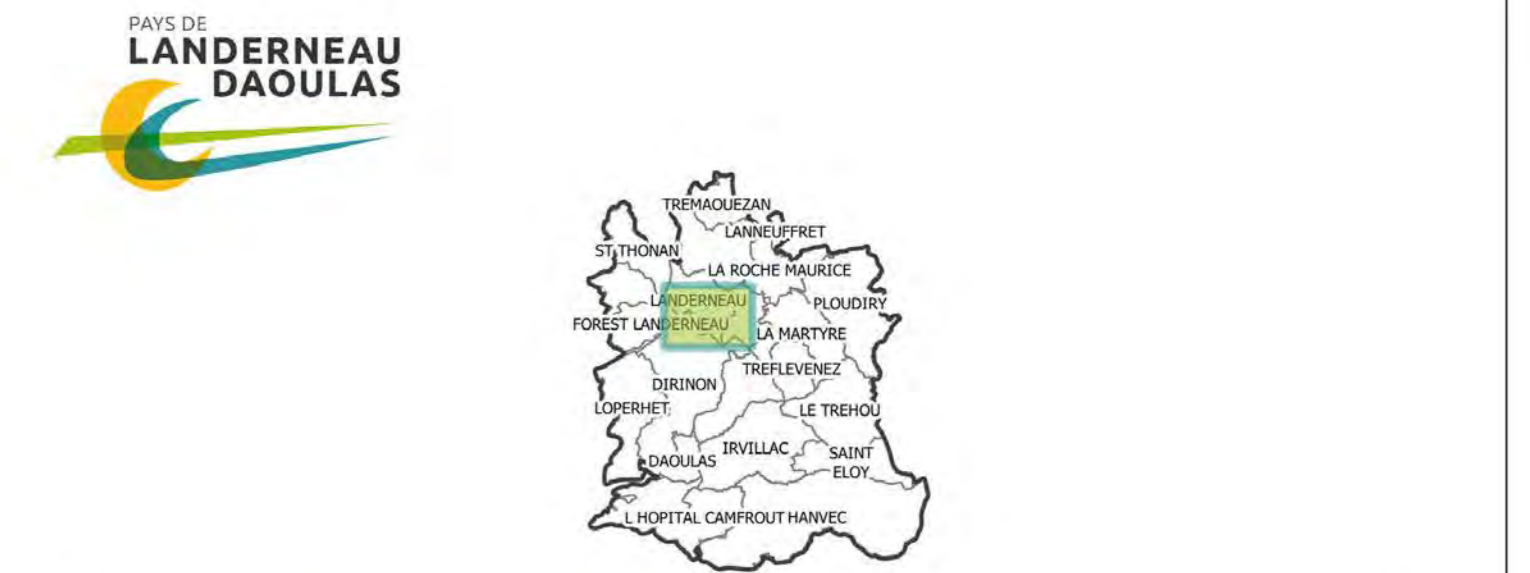 PAYS DE
LANDERNEAU
DAOULAS
TREMAOUEZAN
LANNEUFFRET
ST THONAN
LA ROCHE MAURICE
LANDERNEAU
PLOUDIRY
FOREST LANDERNEAU
LA MARTYRE
TREFLEVENEZ
DIRINON
LOPERHET
LE TREHOU
IRVILLAC
SAINT
ELOY
DAOULAS
L HOPITAL CAMFROUT
HANVEC